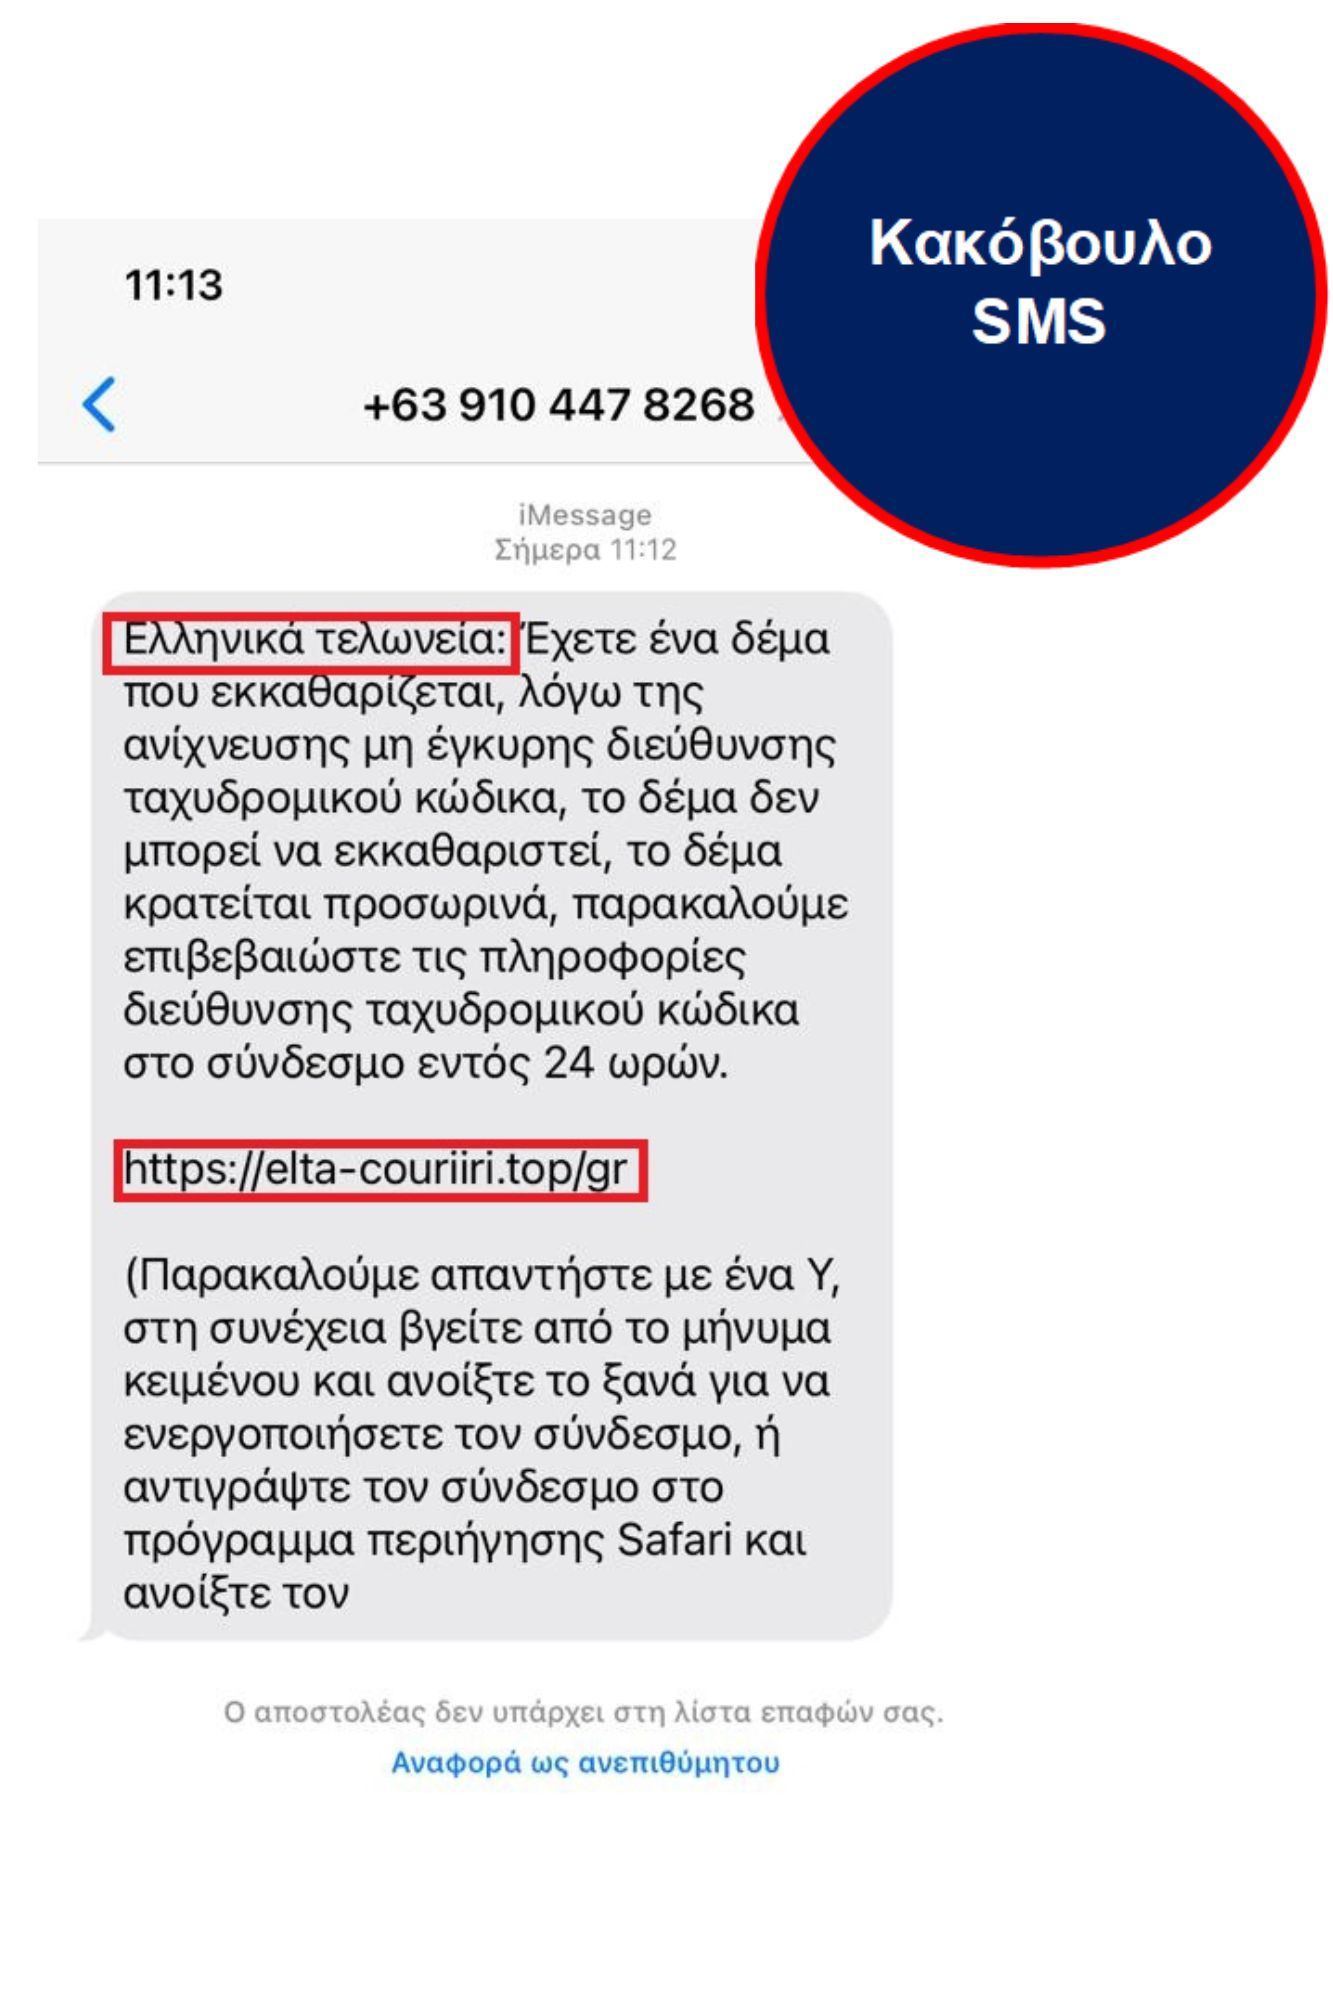 Κακόβουλο
SMS
11:13
+63 910 447 8268
iMessage
Σήμερα 11:12
Ελληνικά τελωνεία: Έχετε ένα δέμα
που εκκαθαρίζεται, λόγω της
ανίχνευσης μη έγκυρης διεύθυνσης
ταχυδρομικού κώδικα, το δέμα δεν
μπορεί να εκκαθαριστεί, το δέμα
κρατείται προσωρινά, παρακαλούμε
επιβεβαιώστε τις πληροφορίες
διεύθυνσης ταχυδρομικού κώδικα
στο σύνδεσμο εντός 24 ωρών.
https://elta-couriiri.top/gr
(Παρακαλούμε απαντήστε με ένα Y,
στη συνέχεια βγείτε από το μήνυμα
κειμένου και ανοίξτε το ξανά για να
ενεργοποιήσετε τον σύνδεσμο, ή
αντιγράψτε τον σύνδεσμο στο
πρόγραμμα περιήγησης Safari και
ανοίξτε τον
Ο αποστολέας δεν υπάρχει στη λίστα επαφών σας.
Αναφορά ως ανεπιθύμητου